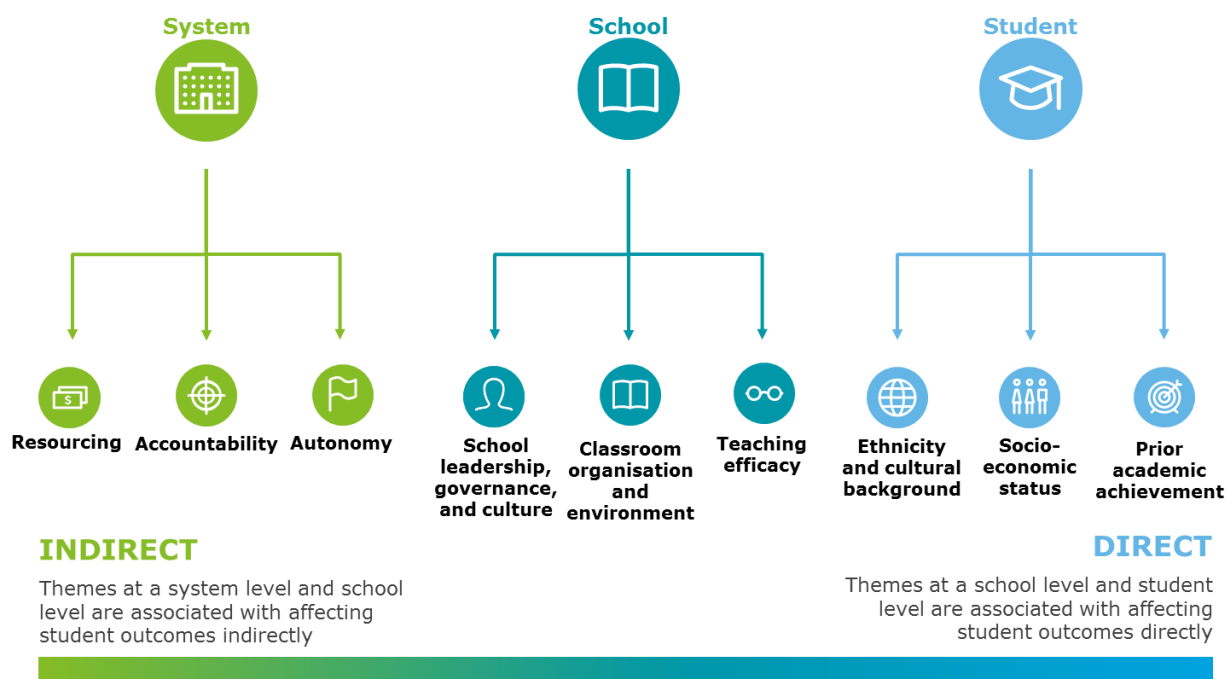 System
School
Student
$
Resourcing
Accountability
Autonomy
School
leadership,
governance,
and culture
Classroom
organisation
and
environment
Teaching
efficacy
Ethnicity
and cultural
background
Socio-
economic
status
Prior
academic
achievement
INDIRECT
Themes at a system level and school
level are associated with affecting
student outcomes indirectly
DIRECT
Themes at a school level and student
level are associated with affecting
student outcomes directly